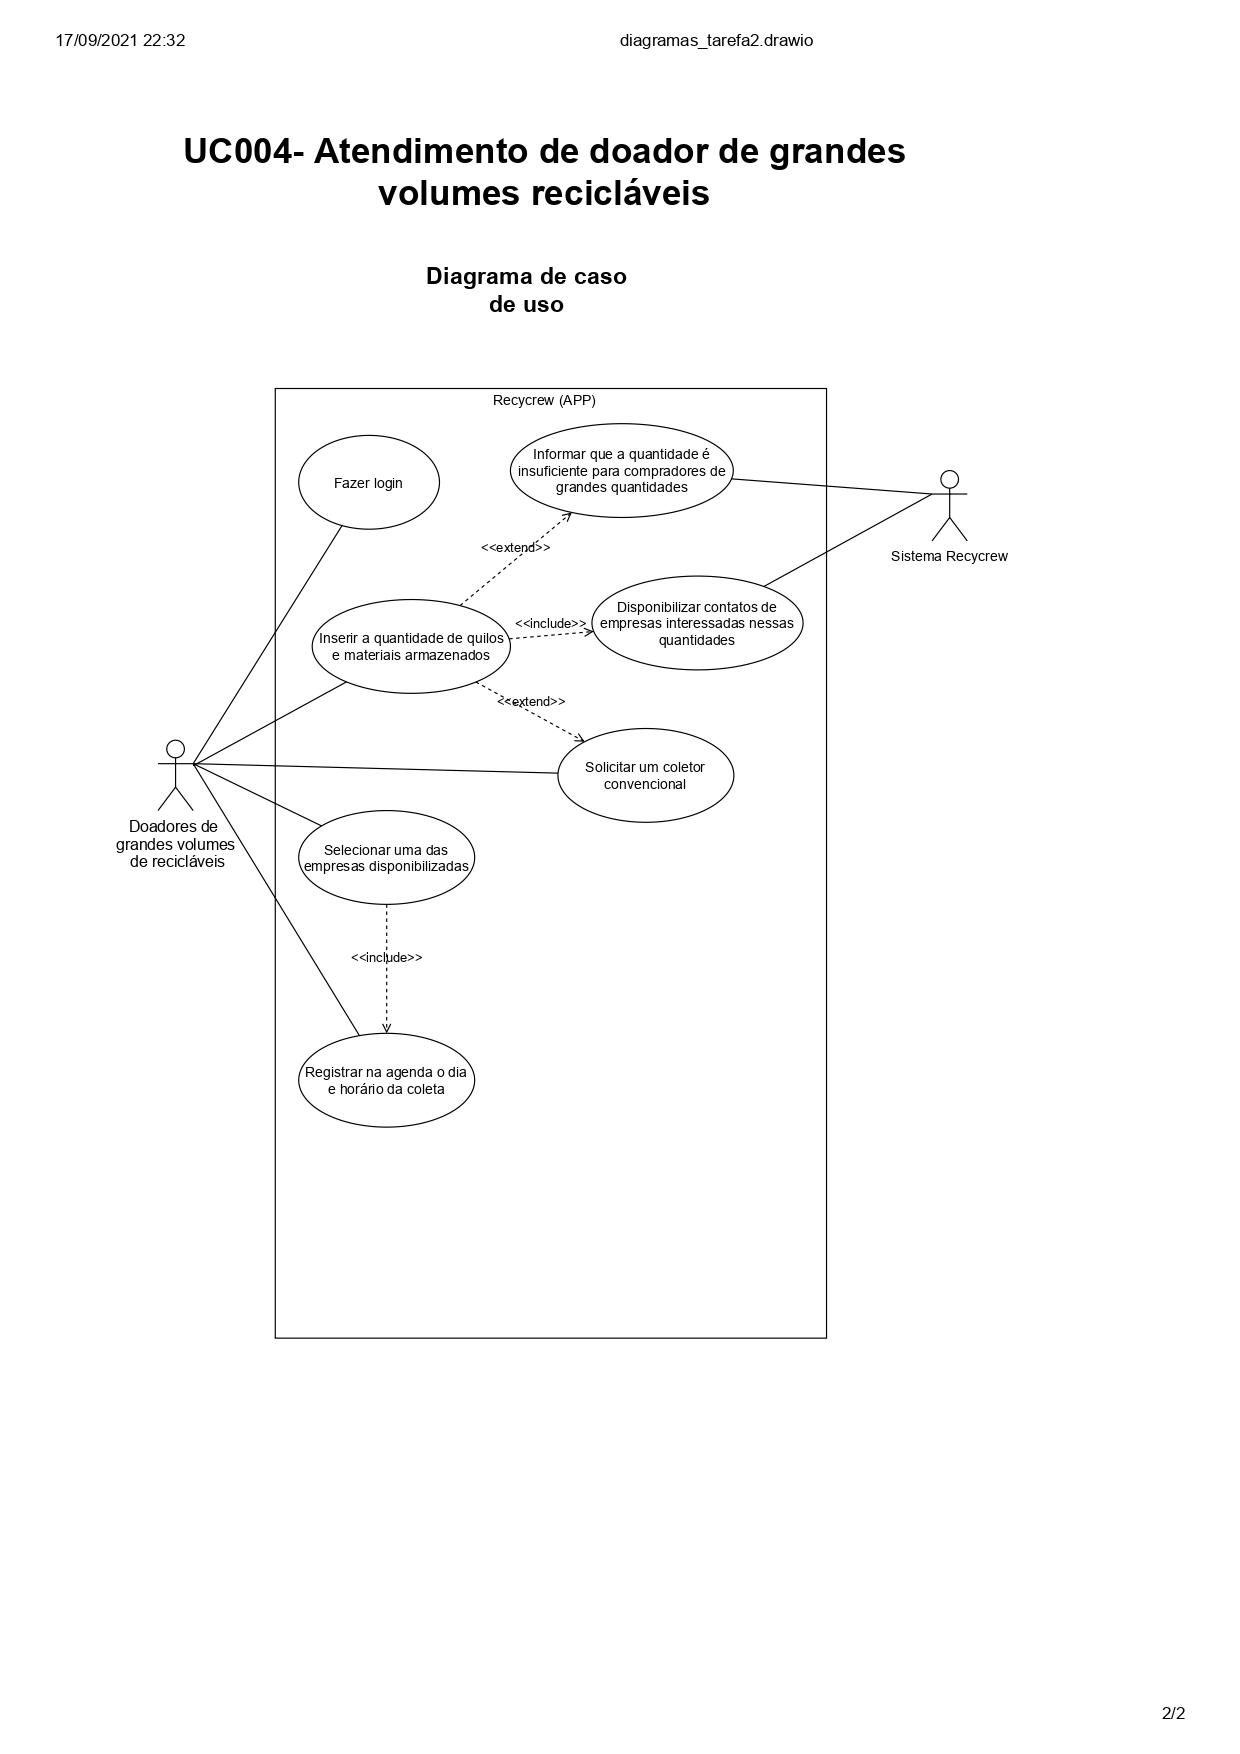 17/09/2021 22:32
diagramas_tarefa2.drawio
UC004- Atendimento de doador de grandes
volumes recicláveis
Diagrama de caso
de uso
Recycrew (APP)
Fazer login
Informar que a quantidade é
insuficiente para compradores de
grandes quantidades
Sistema Recycrew
<<extend>>
Disponibilizar contatos de
empresas interessadas nessas
quantidades
<<include>>
Inserir a quantidade de quilos
e materiais armazenados
<<extend>>
Solicitar um coletor
convencional
Doadores de
grandes volumes
de recicláveis
Selecionar uma das
empresas disponibilizadas
<<include>>
Registrar na agenda o dia
e horário da coleta
2/2